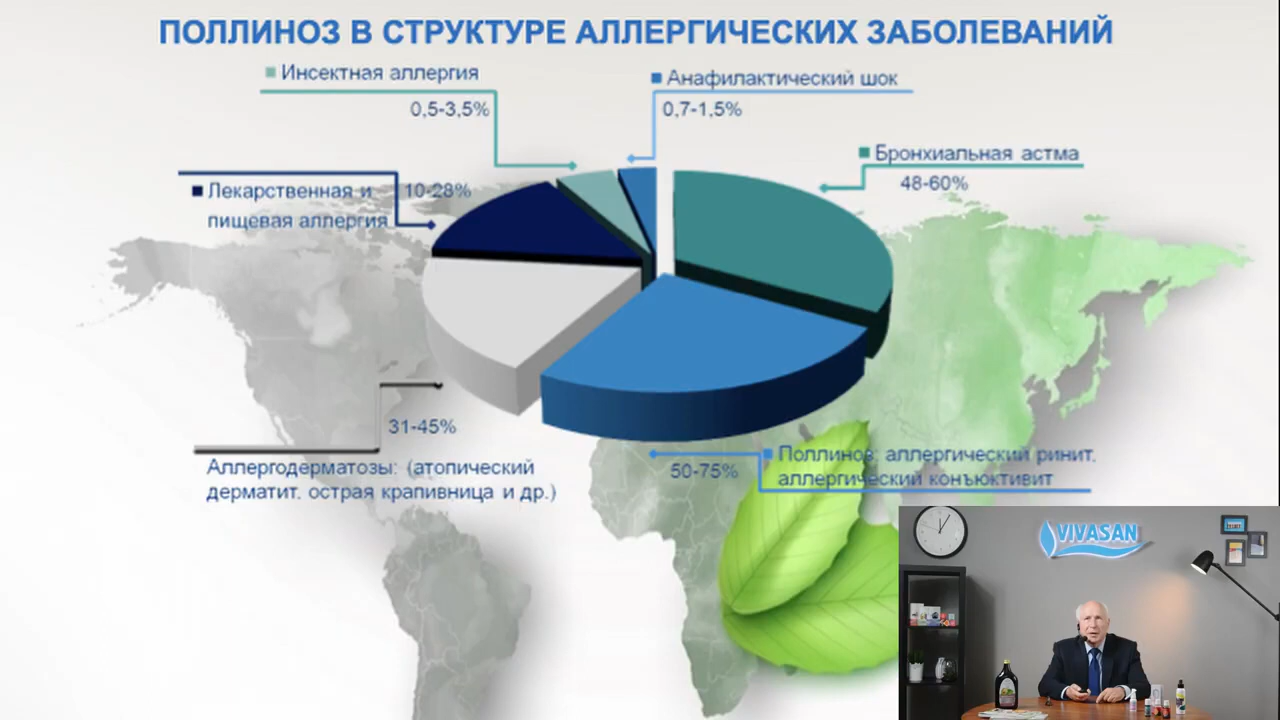 ПОЛЛИНОЗ В СТРУКТУРЕ АЛЛЕРГИЧЕСКИХ ЗАБОЛЕВАНИЙ
Инсектная аллергия
0,5-3,5%
Анафилактический шок
0,7-1,5%
Бронхиальная астма
48-60%
Лекарственная и
пищевая аллергия
10-28%
31-45%
Аллергодерматозы: (атопический
дерматит, острая крапивница и др.)
50-75%
Поллиноз: аллергический ринит,
аллергический конъюктивит
VIVASAN